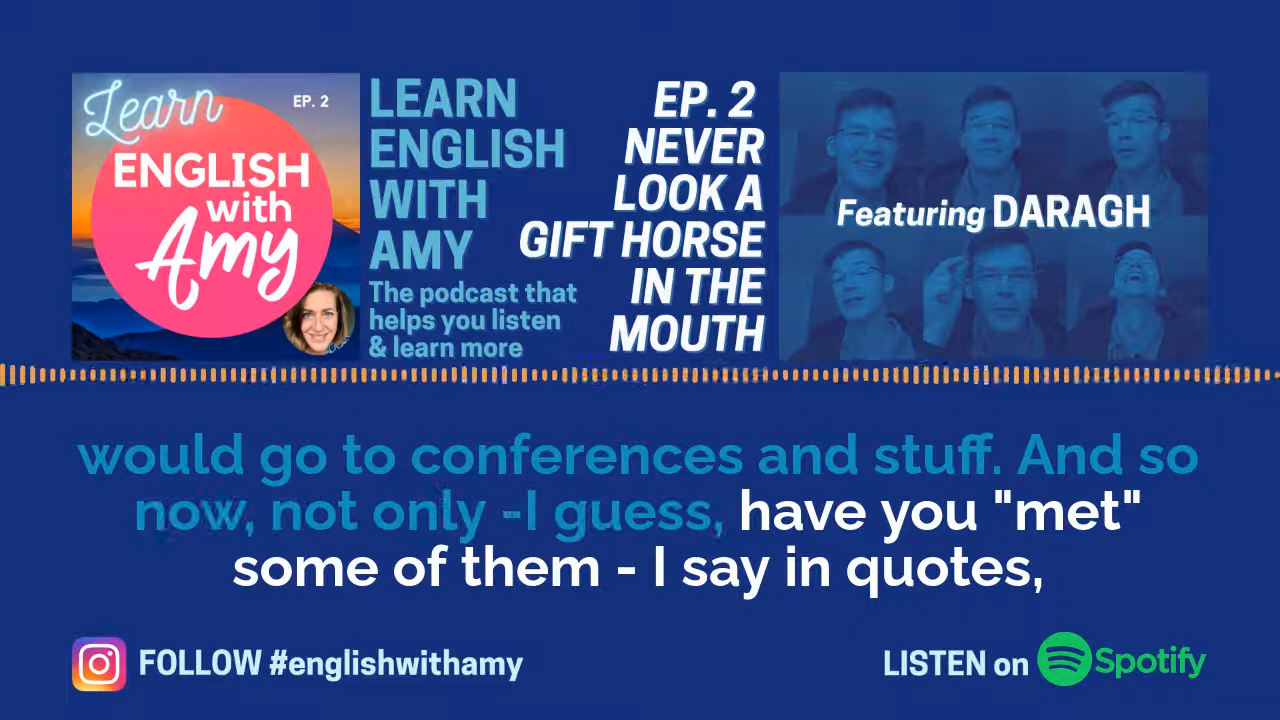 Learn
EP. 2
ENGLISH
with
Amy
LEARN
ENGLISH
WITH
AMY
The podcast that
helps you listen
& learn more
EP. 2
NEVER
LOOK A
GIFT HORSE
IN THE
MOUTH
Featuring DARAGH
would go to conferences and stuff. And so
now, not only -I guess, have you "met"
some of them - I say in quotes,
FOLLOW #englishwithamy
LISTEN on Spotify